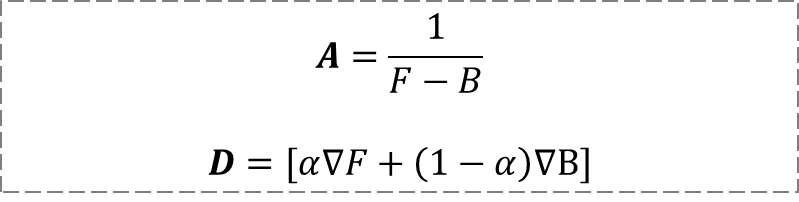 A = 1 / (F − B)
D = [α∇F + (1 − α)∇B]